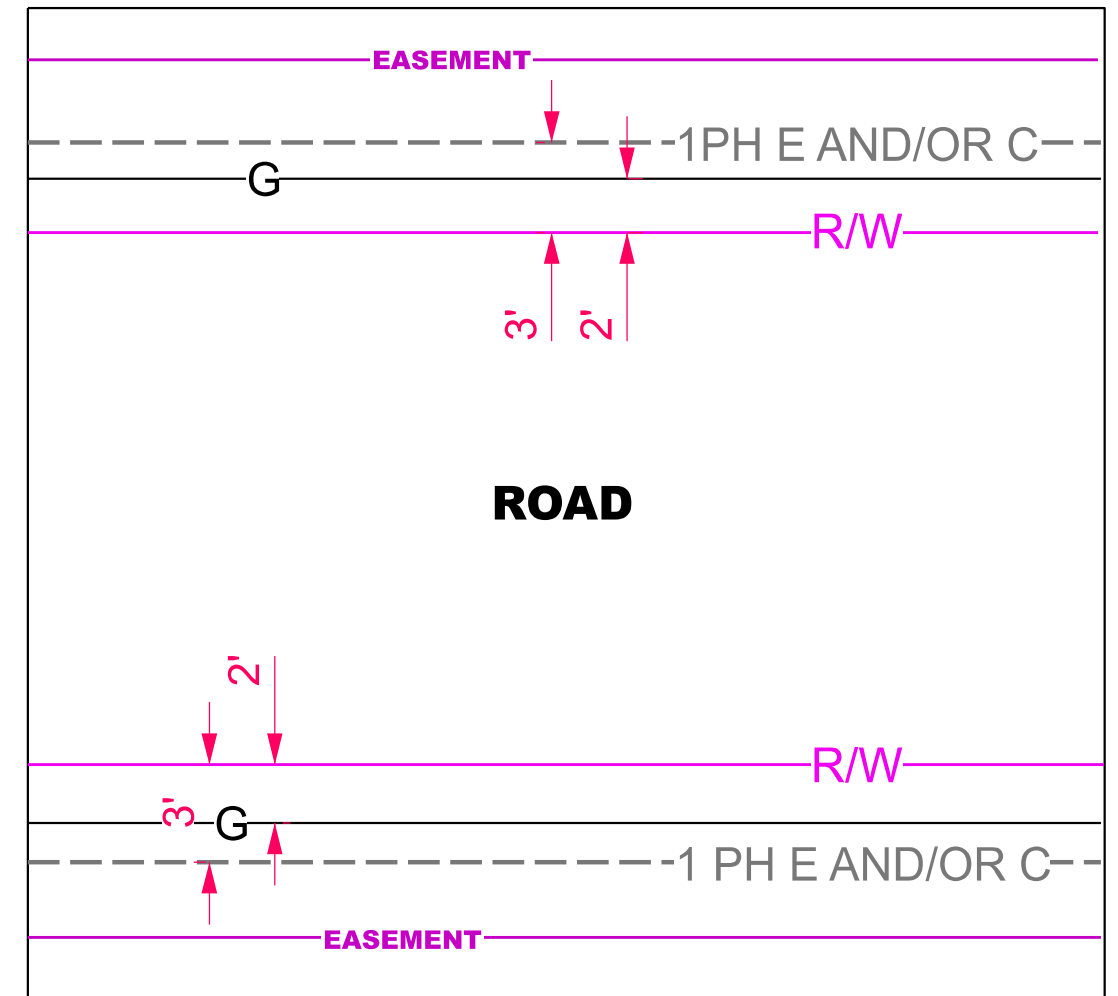 EASEMENT
1PH E AND/OR C
G
R/W
3'
2'
ROAD
2'
R/W
3'
G
1 PH E AND/OR C
EASEMENT